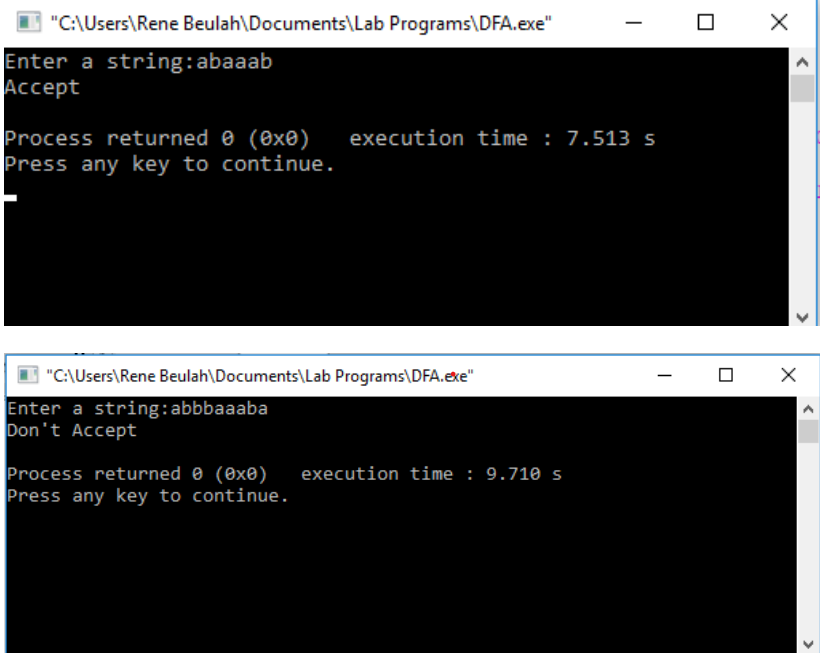 "C:\Users\Rene Beulah\Documents\Lab Programs\DFA.exe"
Enter a string:abaaab
Accept
Process returned 0 (0x0)   execution time : 7.513 s
Press any key to continue.
"C:\Users\Rene Beulah\Documents\Lab Programs\DFA.exe"
Enter a string:abbbaaaba
Don't Accept
Process returned 0 (0x0)   execution time : 9.710 s
Press any key to continue.